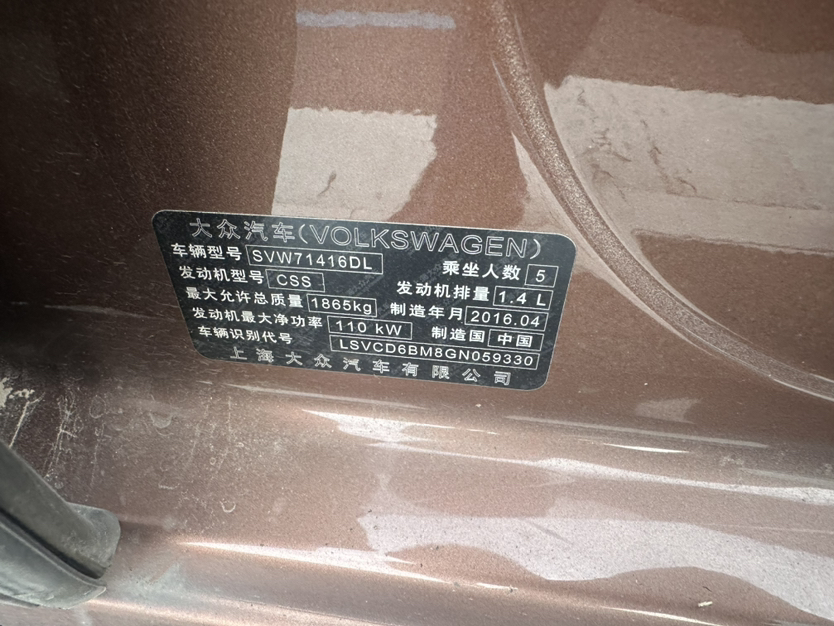 大众汽车(VOLKSWAGEN)
车辆型号 SVW71416DL 乘坐人数 5
发动机型号 CSS 发动机排量 1.4 L
最大允许总质量 1865kg 制造年月 2016.04
发动机最大净功率 110 kW 制造国 中国
车辆识别代号 LSVCD6BM8GN059330
上海大众汽车有限公司